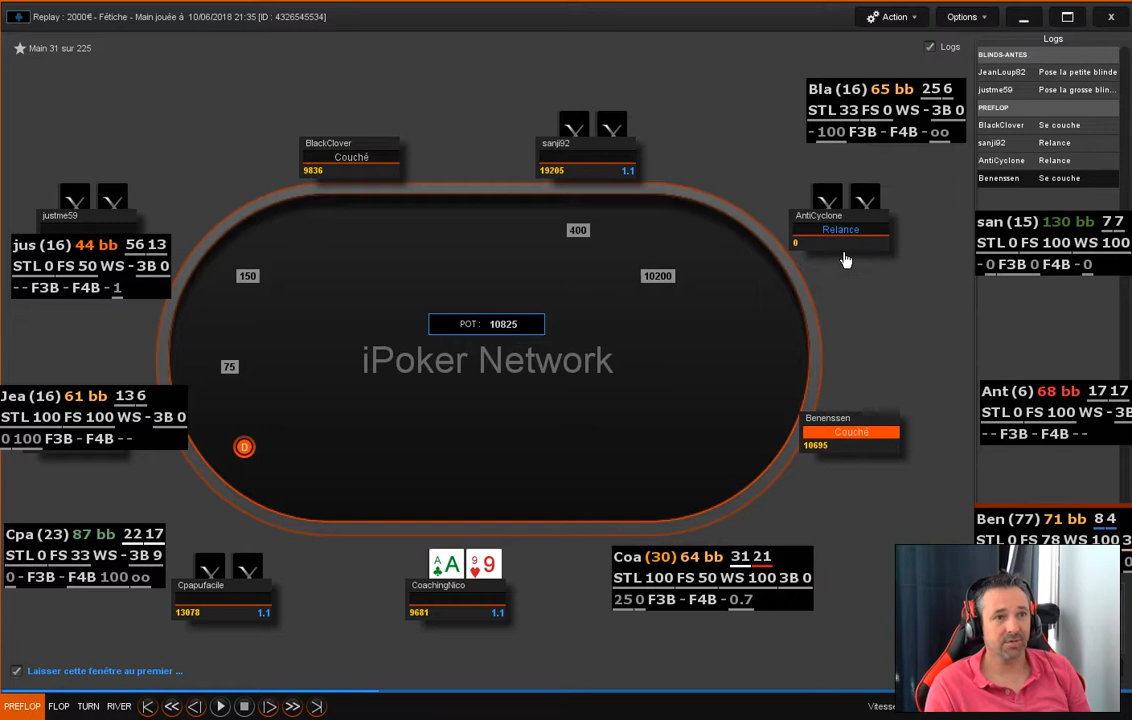 Replay : 2000€ - Fétiche - Main jouée à 10/06/2018 21:35 [ID : 4326545534]
Action
Options
X
Main 31 sur 225
Logs
Logs
BLINDS-ANTES
JeanLoup82 Pose la petite blinde
justme59 Pose la grosse blin...
PREFLOP
BlackClover Se couche
sanji92 Relance
AntiCyclone Relance
Benenssen Se couche
Bla (16) 65 bb 25 6
STL 33 FS 0 WS - 3B 0
- 100 F3B - F4B - oo
BlackClover
Couché
9836
sanji92
19205 1.1
AntiCyclone
Relance
0
san (15) 130 bb 7 7
STL 0 FS 100 WS 100
- 0 F3B 0 F4B - 0
justme59
jus (16) 44 bb 56 13
STL 0 FS 50 WS - 3B 0
- - F3B - F4B - 1
400
150
10200
POT : 10825
iPoker Network
75
Jea (16) 61 bb 13 6
STL 100 FS 100 WS - 3B 0
0 100 F3B - F4B - -
Ant (6) 68 bb 17 17
STL 0 FS - WS - 3B
- - F3B - F4B - -
Benenssen
Couché
10695
D
Cpa (23) 87 bb 22 17
STL 0 FS 33 WS - 3B 9
0 - F3B - F4B 100 oo
Cpapufacile
13078 1.1
A A 9 9
CoachingNico
9681 1.1
Coa (30) 64 bb 31 21
STL 100 FS 50 WS 100 3B 0
25 0 F3B - F4B - 0.7
Ben (77) 71 bb 8 4
STL 0 FS 78 WS 100 3
Laisser cette fenêtre au premier ...
PREFLOP FLOP TURN RIVER